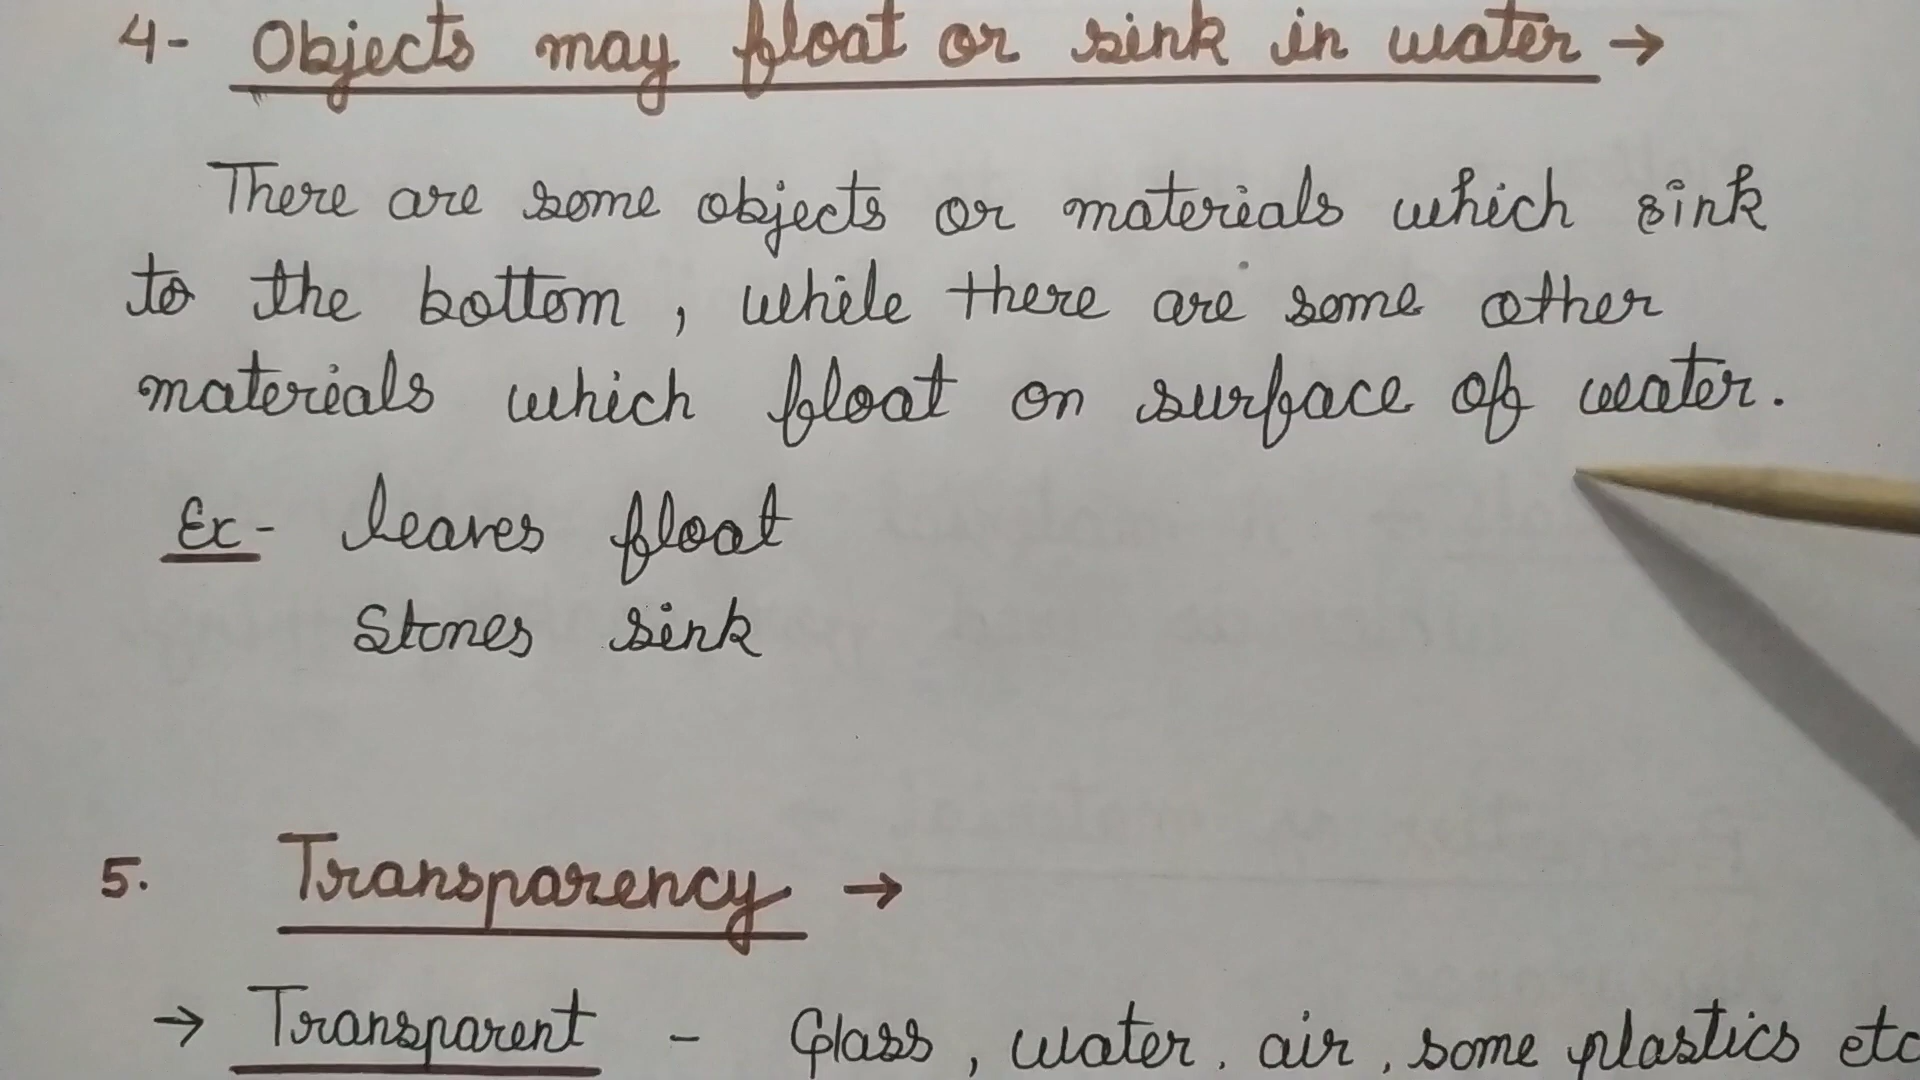 4- Objects may float or sink in water →
There are some objects or materials which sink
to the bottom , while there are some other
materials which float on surface of water.
Ex- leaves float
Stones sink
5. Transparency →
→ Transparent - Glass , water , air , some plastics etc